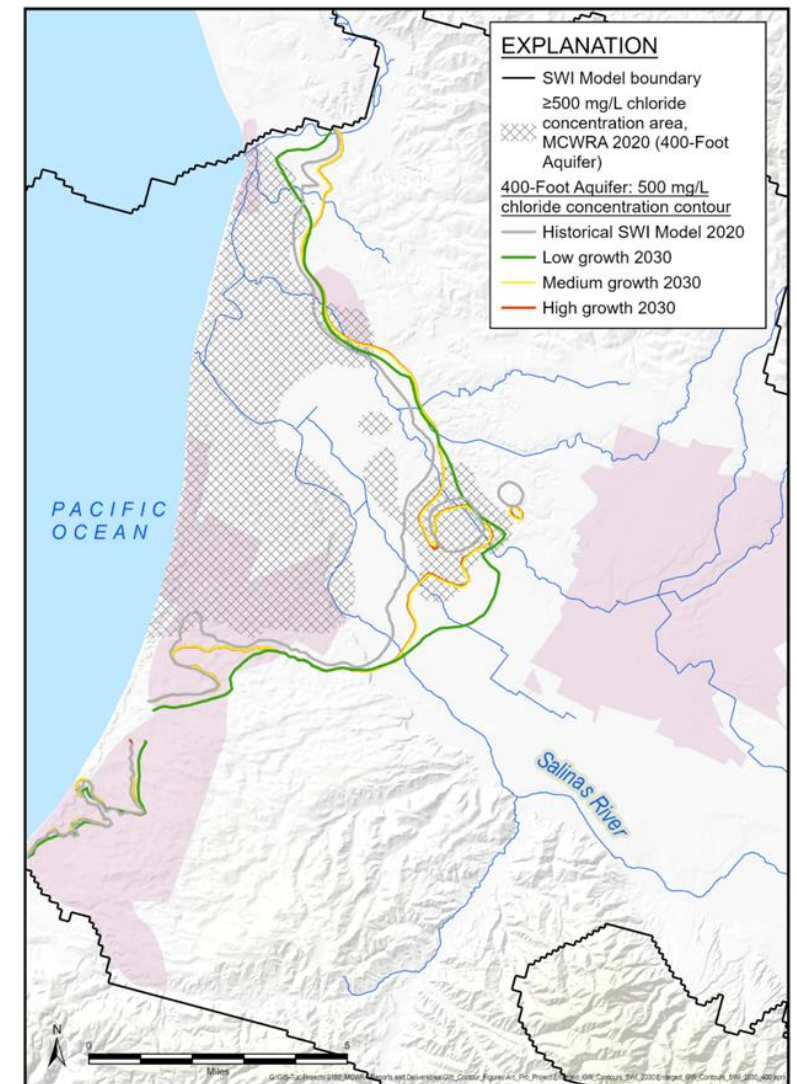 EXPLANATION
SWI Model boundary
≥500 mg/L chloride
concentration area,
MCWRA 2020 (400-Foot
Aquifer)
400-Foot Aquifer: 500 mg/L
chloride concentration contour
Historical SWI Model 2020
Low growth 2030
Medium growth 2030
High growth 2030
PACIFIC
OCEAN
Salinas River
N
0 5
Miles